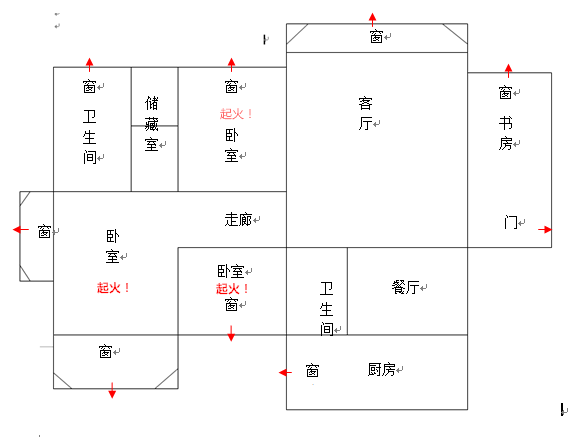 窗
窗
储
藏
室
窗
起火！
卧
室
卫
生
间
客
厅
窗
书
房
窗
卧
室
起火！
走廊
门
卧室
起火！
窗
卫
生
间
餐厅
窗
窗
厨房